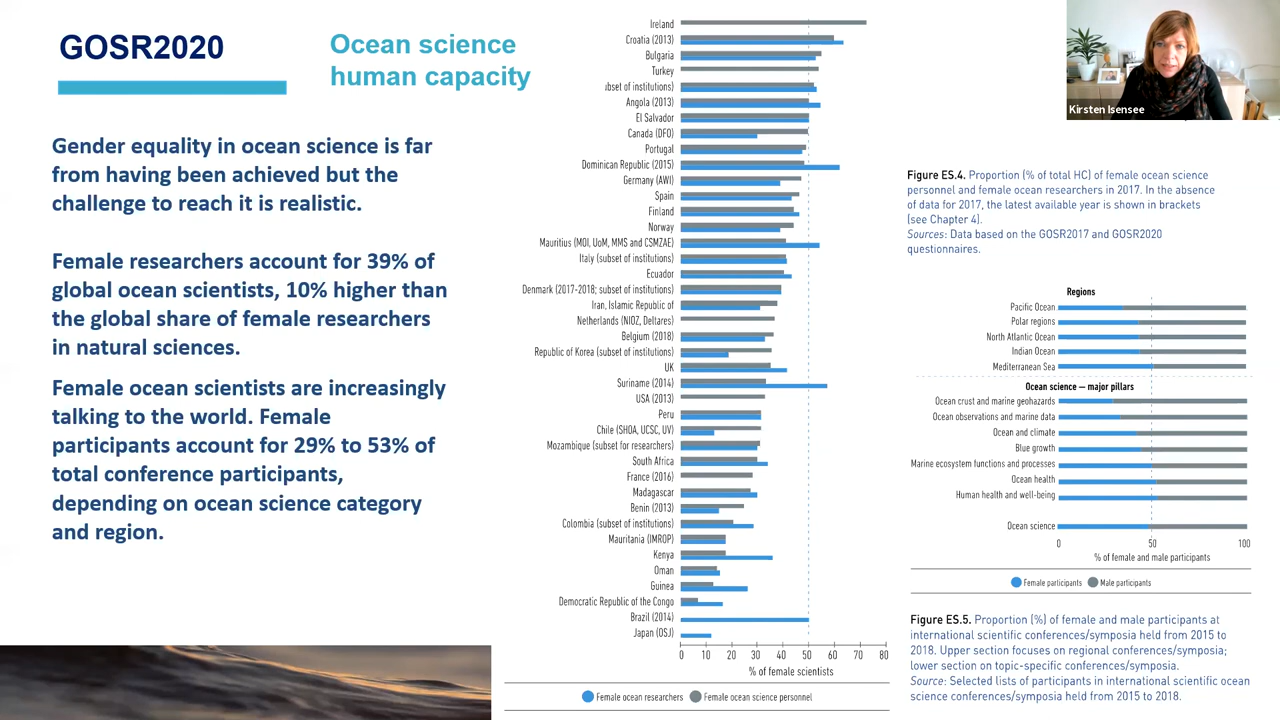 GOSR2020
Ocean science
human capacity
Gender equality in ocean science is far
from having been achieved but the
challenge to reach it is realistic.
Female researchers account for 39% of
global ocean scientists, 10% higher than
the global share of female researchers
in natural sciences.
Female ocean scientists are increasingly
talking to the world. Female
participants account for 29% to 53% of
total conference participants,
depending on ocean science category
and region.
Ireland
Croatia (2013)
Bulgaria
Turkey
ubset of institutions)
Angola (2013)
El Salvador
Canada (DFO)
Portugal
Dominican Republic (2015)
Germany (AWI)
Spain
Finland
Norway
Mauritius (MOI, UoM, MMS and CSMZAE)
Italy (subset of institutions)
Ecuador
Denmark (2017-2018; subset of institutions)
Iran, Islamic Republic of
Netherlands (NIOZ, Deltares)
Belgium (2018)
Republic of Korea (subset of institutions)
UK
Suriname (2014)
USA (2013)
Peru
Chile (SHOA, UCSC, UV)
Mozambique (subset for researchers)
South Africa
France (2016)
Madagascar
Benin (2013)
Colombia (subset of institutions)
Mauritania (IMROP)
Kenya
Oman
Guinea
Democratic Republic of the Congo
Brazil (2014)
Japan (OSJ)
0 10 20 30 40 50 60 70 80
% of female scientists
Female ocean researchers Female ocean science personnel
Kirsten Isensee
Figure ES.4. Proportion (% of total HC) of female ocean science
personnel and female ocean researchers in 2017. In the absence
of data for 2017, the latest available year is shown in brackets
(see Chapter 4).
Sources: Data based on the GOSR2017 and GOSR2020
questionnaires.
Regions
Pacific Ocean
Polar regions
North Atlantic Ocean
Indian Ocean
Mediterranean Sea
Ocean science — major pillars
Ocean crust and marine geohazards
Ocean observations and marine data
Ocean and climate
Blue growth
Marine ecosystem functions and processes
Ocean health
Human health and well-being
Ocean science
0 50 100
% of female and male participants
Female participants Male participants
Figure ES.5. Proportion (%) of female and male participants at
international scientific conferences/symposia held from 2015 to
2018. Upper section focuses on regional conferences/symposia;
lower section on topic-specific conferences/symposia.
Source: Selected lists of participants in international scientific ocean
science conferences/symposia held from 2015 to 2018.